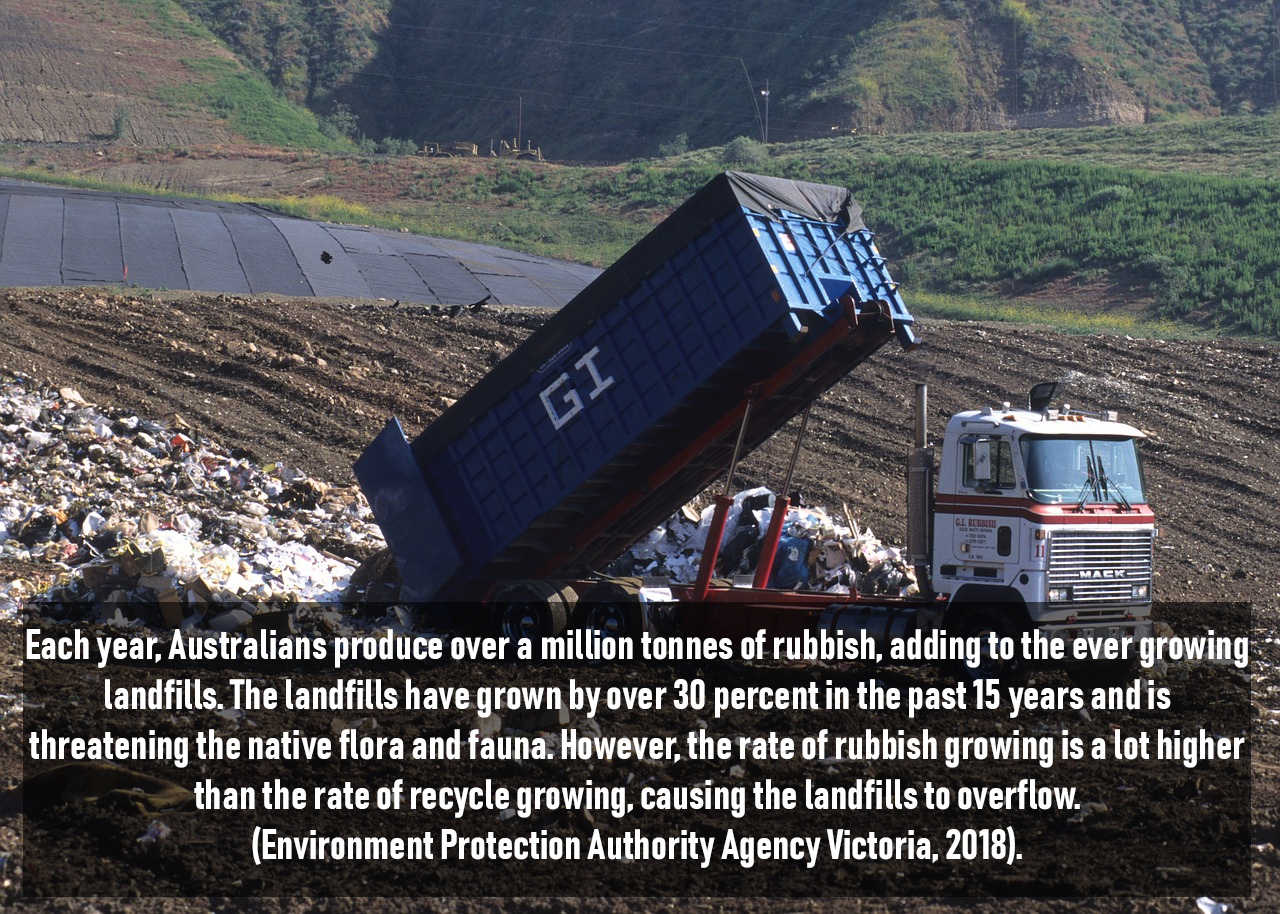 GI
G.I. RUBBISH
11
MACK
Each year, Australians produce over a million tonnes of rubbish, adding to the ever growing
landfills. The landfills have grown by over 30 percent in the past 15 years and is
threatening the native flora and fauna. However, the rate of rubbish growing is a lot higher
than the rate of recycle growing, causing the landfills to overflow.
(Environment Protection Authority Agency Victoria, 2018).